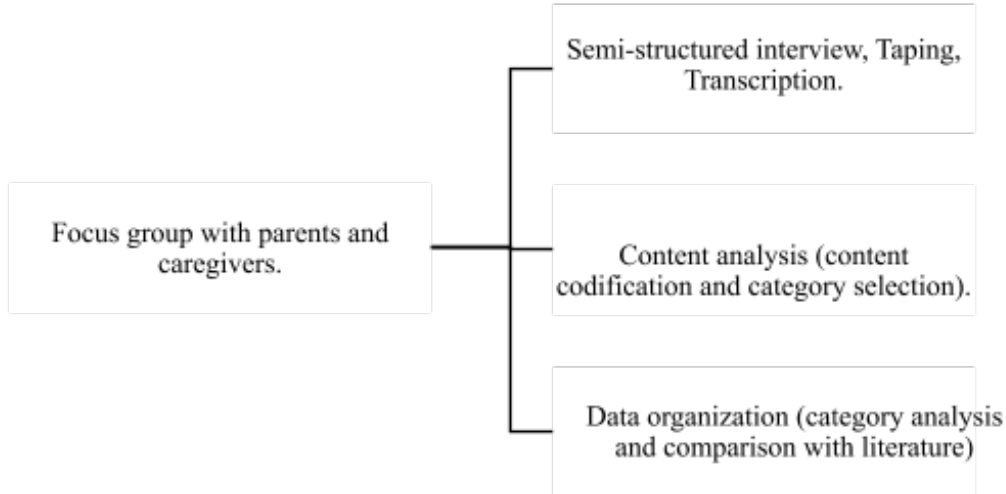 Semi-structured interview, Taping,
Transcription.
Focus group with parents and
caregivers.
Content analysis (content
codification and category selection).
Data organization (category analysis
and comparison with literature)